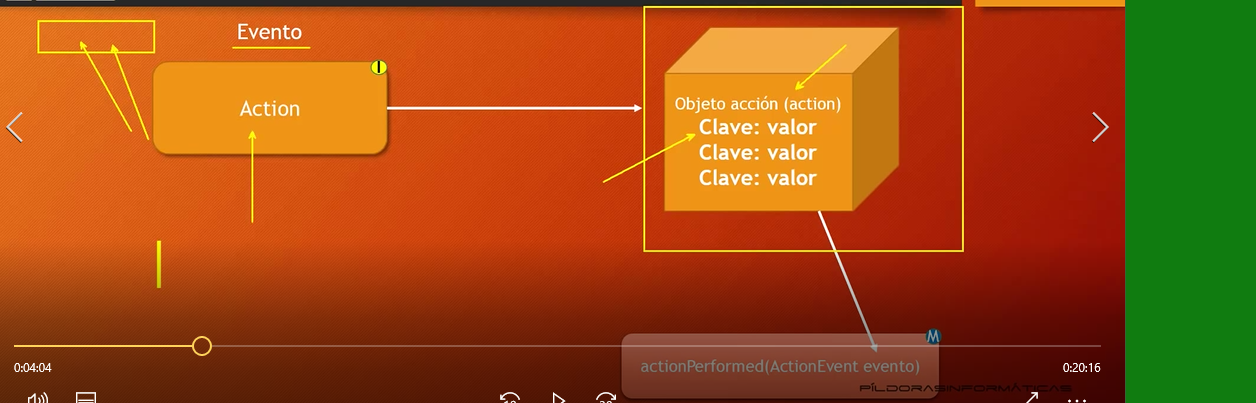 Evento
Action
I
Objeto acción (action)
Clave: valor
Clave: valor
Clave: valor
M
actionPerformed(ActionEvent evento)
0:04:04
0:20:16
PÍLDORASINFORMÁTICAS